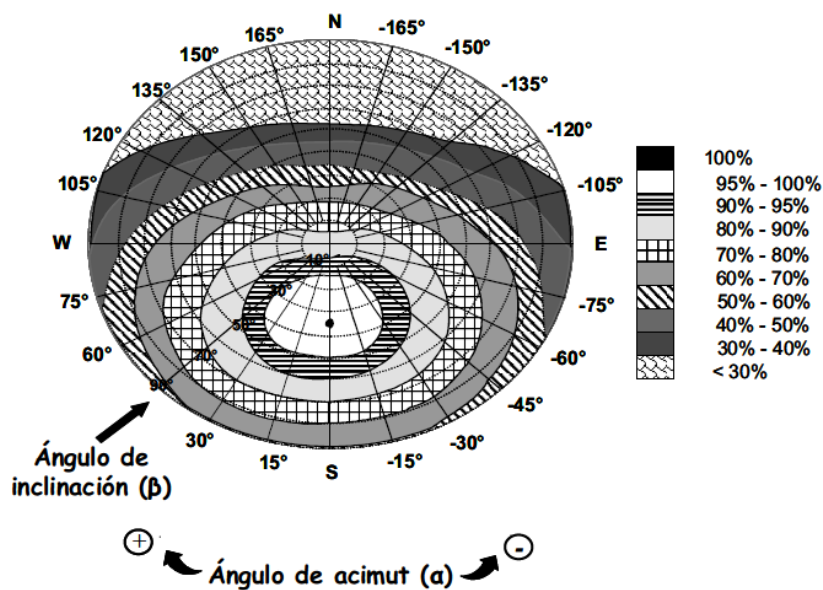 N
165°
-165°
150°
-150°
135°
-135°
120°
-120°
105°
-105°
W
E
75°
-75°
60°
-60°
-45°
30°
-30°
15°
-15°
S
10°
30°
50°
70°
90°
100%
95% - 100%
90% - 95%
80% - 90%
70% - 80%
60% - 70%
50% - 60%
40% - 50%
30% - 40%
< 30%
Ángulo de
inclinación (β)
+
-
Ángulo de acimut (α)